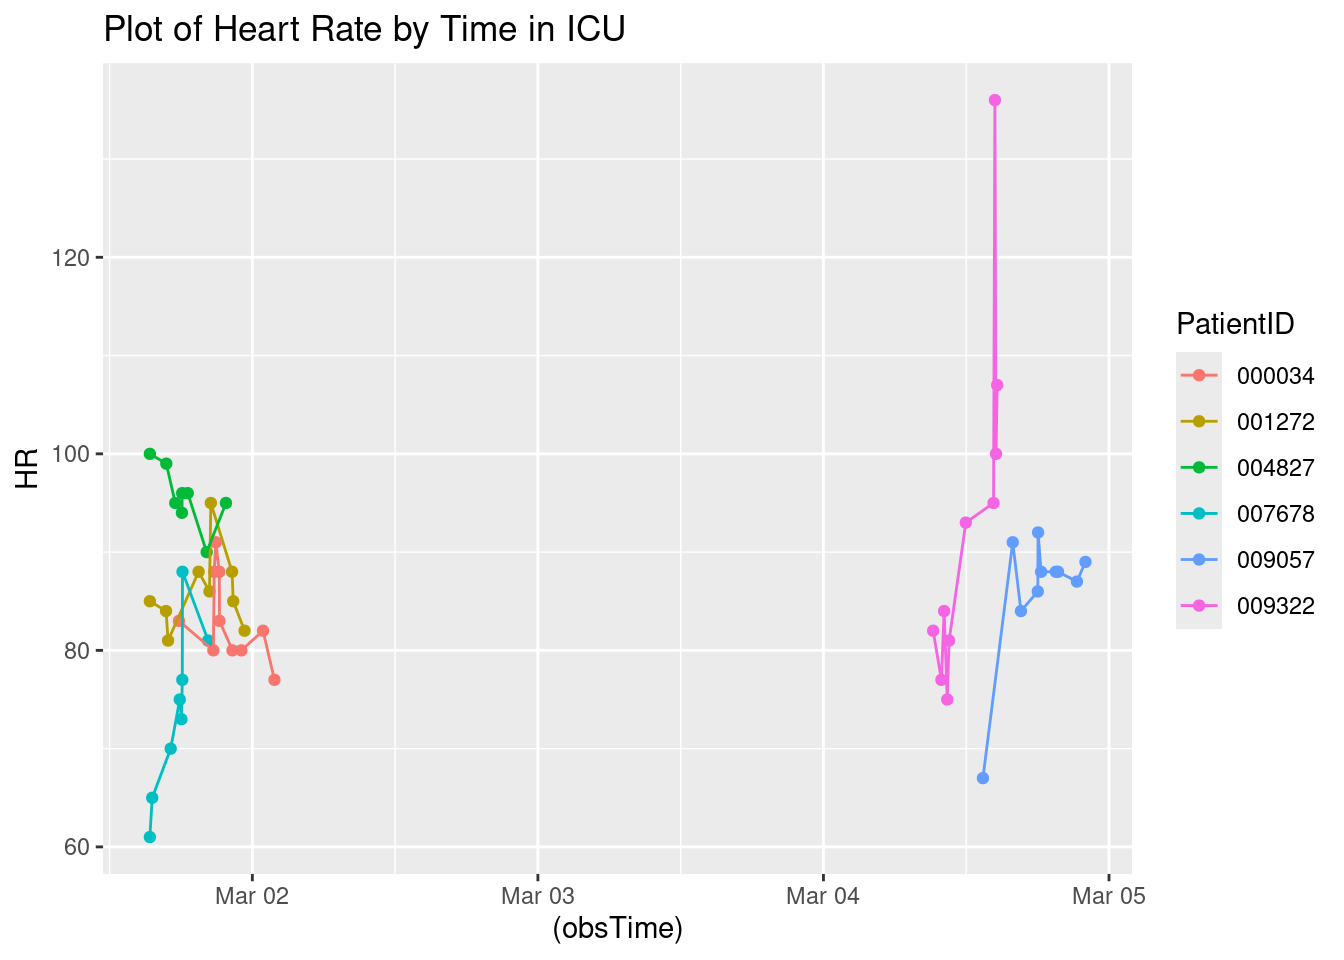 Plot of Heart Rate by Time in ICU
HR
120
100
80
60
Mar 02
Mar 03
Mar 04
Mar 05
(obsTime)
PatientID
000034
001272
004827
007678
009057
009322